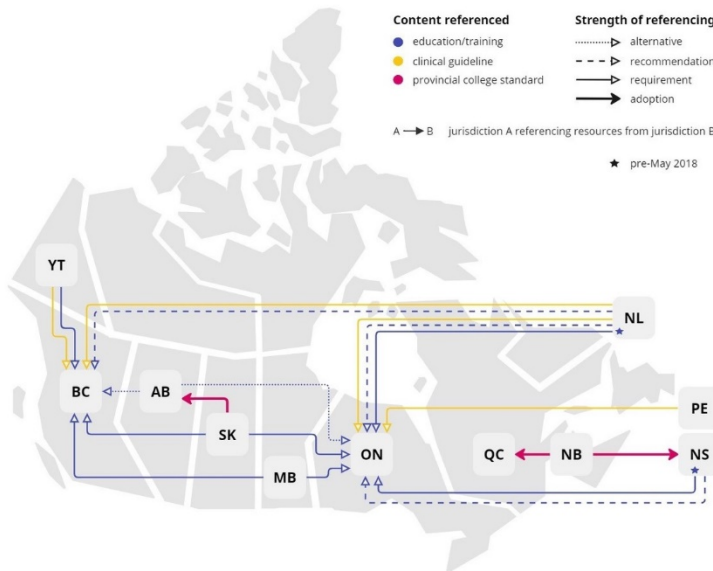 Content referenced
education/training
clinical guideline
provincial college standard
Strength of referencing
alternative
recommendation
requirement
adoption
A B jurisdiction A referencing resources from jurisdiction B
★ pre-May 2018
YT
NL
BC
AB
PE
SK
ON
QC
NB
NS
MB